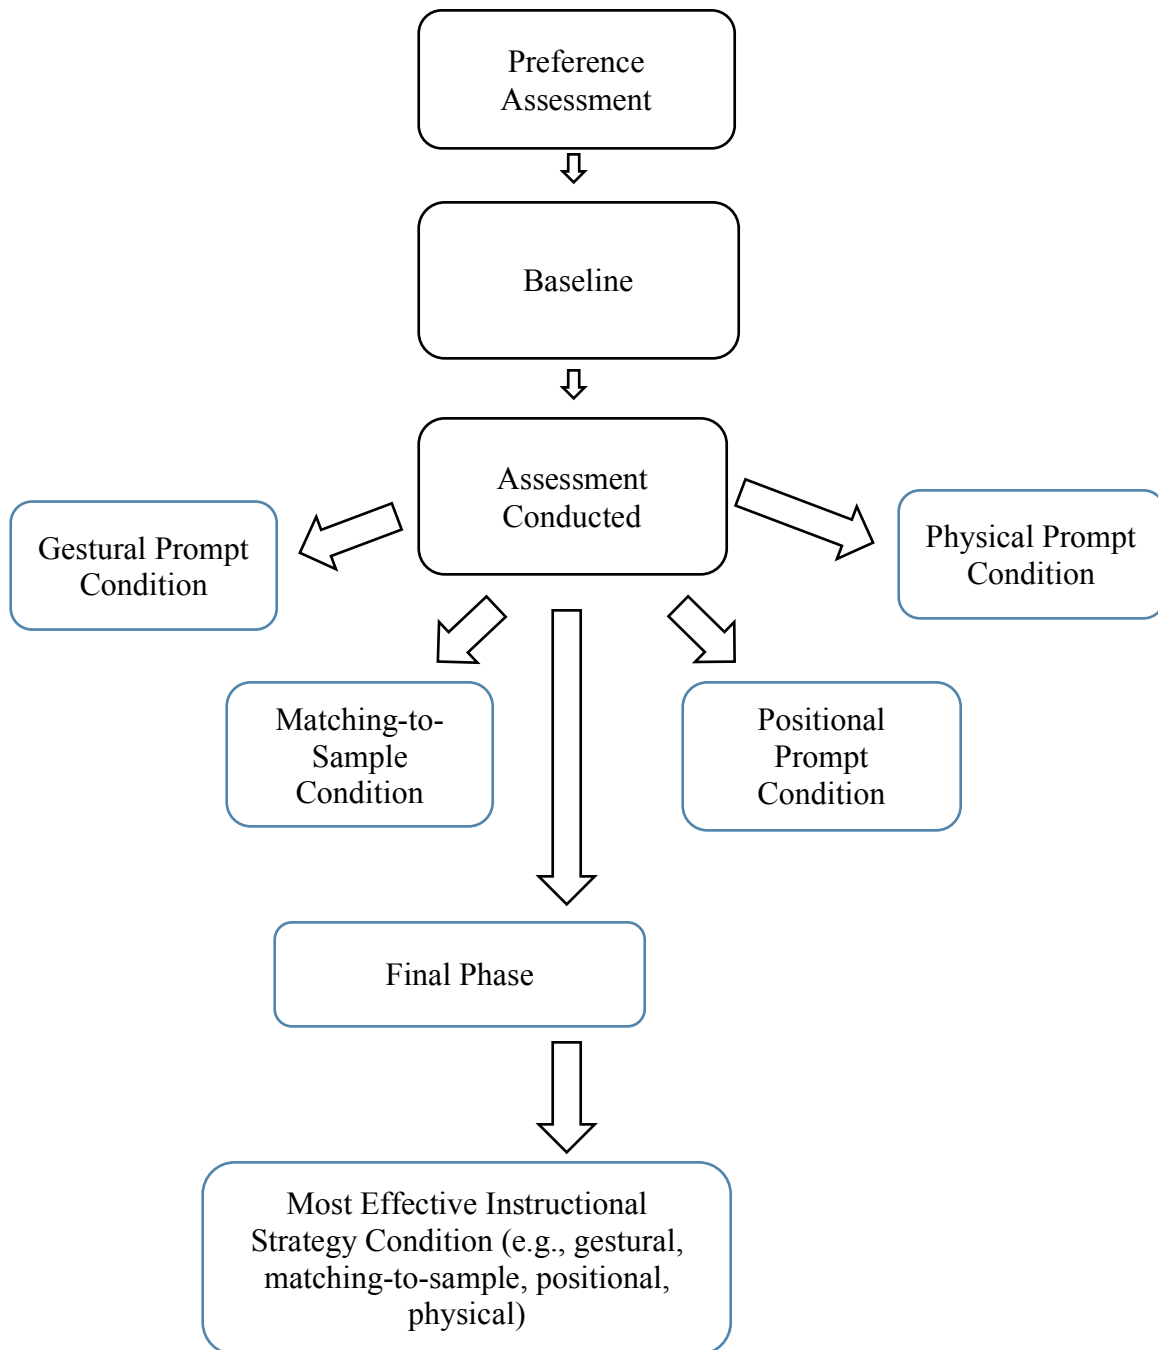 Preference
Assessment
Baseline
Assessment
Conducted
Gestural Prompt
Condition
Physical Prompt
Condition
Matching-to-
Sample
Condition
Positional
Prompt
Condition
Final Phase
Most Effective Instructional
Strategy Condition (e.g., gestural,
matching-to-sample, positional,
physical)